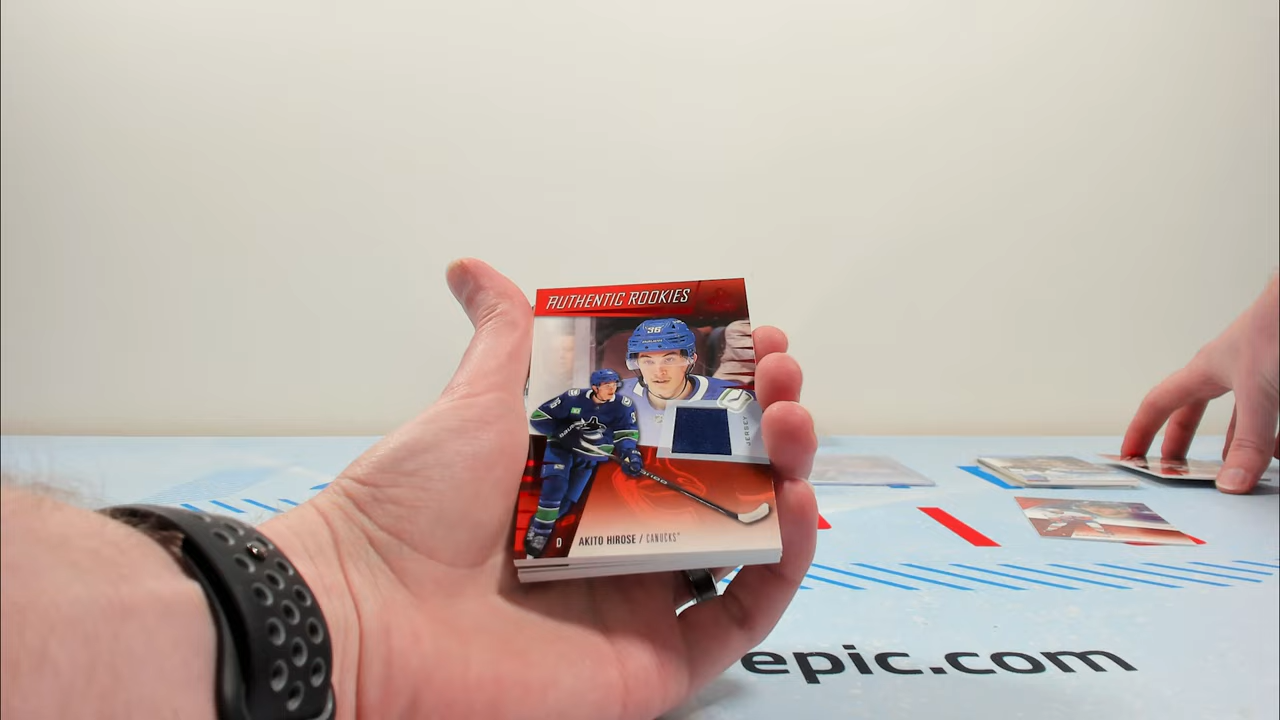 AUTHENTIC ROOKIES
36
JERSEY
D AKITO HIROSE / CANUCKS
epic.com